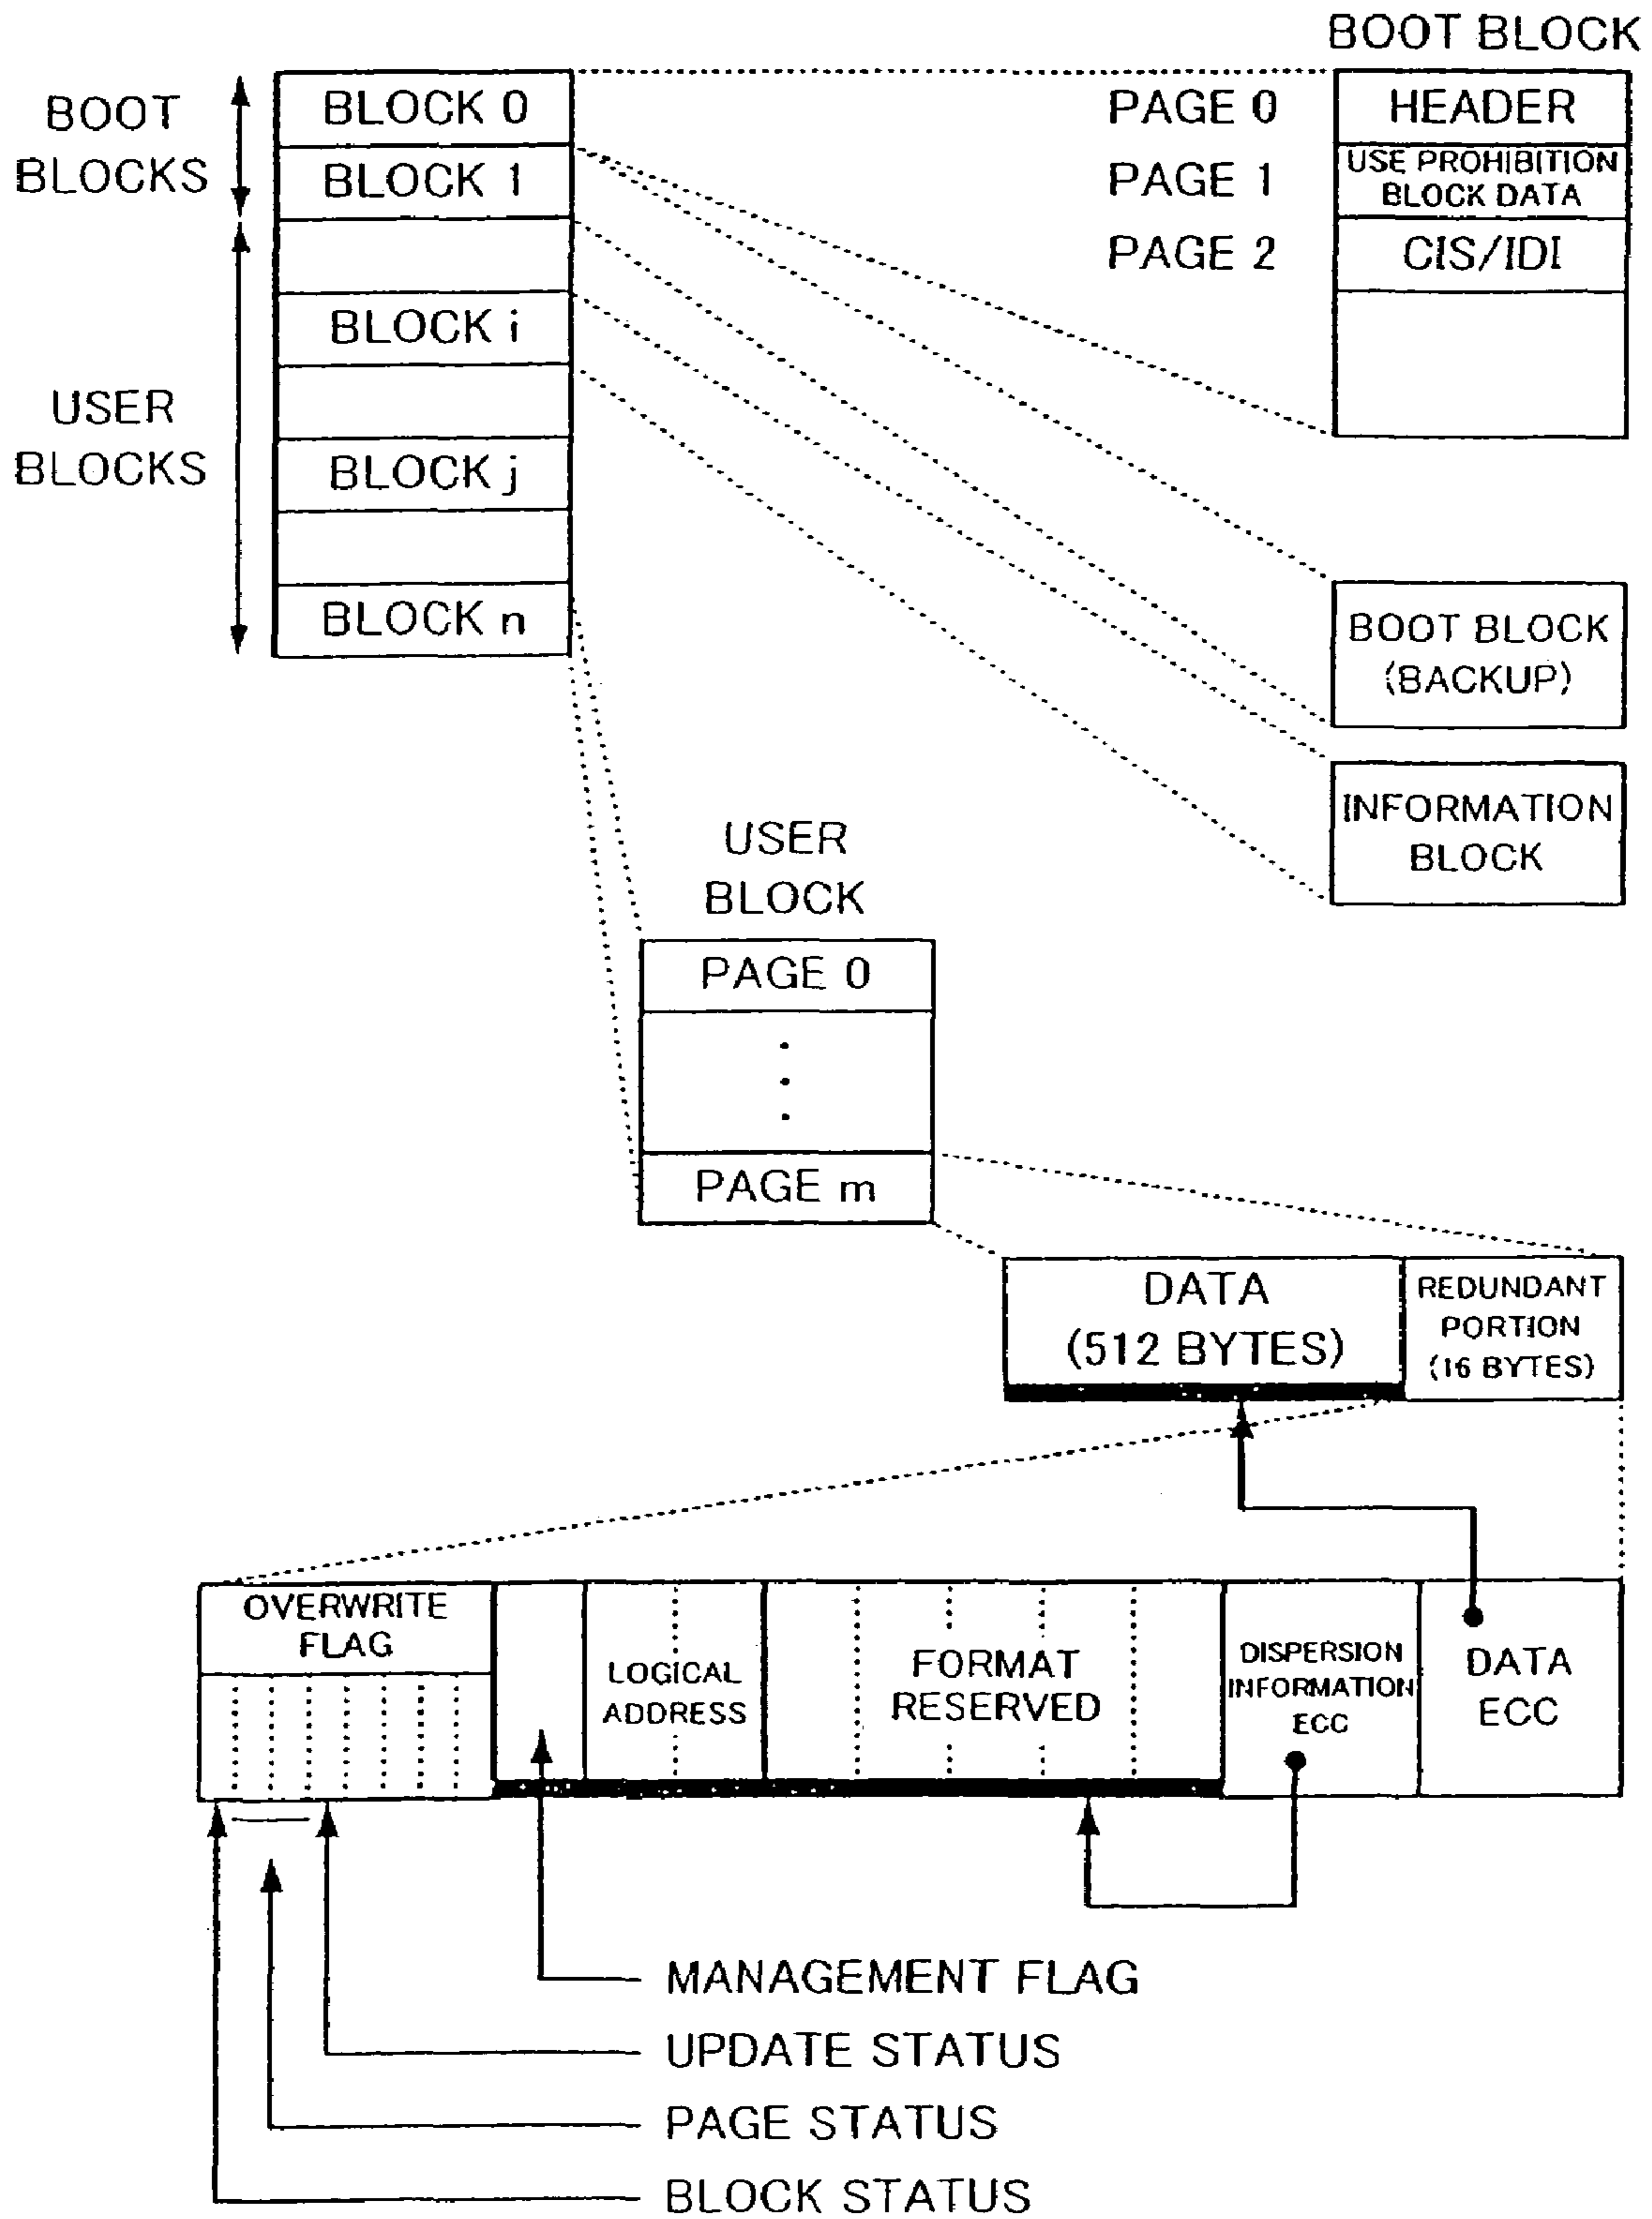 BOOT BLOCK
BOOT
BLOCKS
BLOCK 0
BLOCK 1
PAGE 0
HEADER
PAGE 1
USE PROHIBITION
BLOCK DATA
PAGE 2
CIS/IDI
USER
BLOCKS
BLOCK i
BLOCK j
BLOCK n
BOOT BLOCK
(BACKUP)
INFORMATION
BLOCK
USER
BLOCK
PAGE 0
PAGE m
DATA
(512 BYTES)
REDUNDANT
PORTION
(16 BYTES)
OVERWRITE
FLAG
LOGICAL
ADDRESS
FORMAT
RESERVED
DISPERSION
INFORMATION
ECC
DATA
ECC
MANAGEMENT FLAG
UPDATE STATUS
PAGE STATUS
BLOCK STATUS